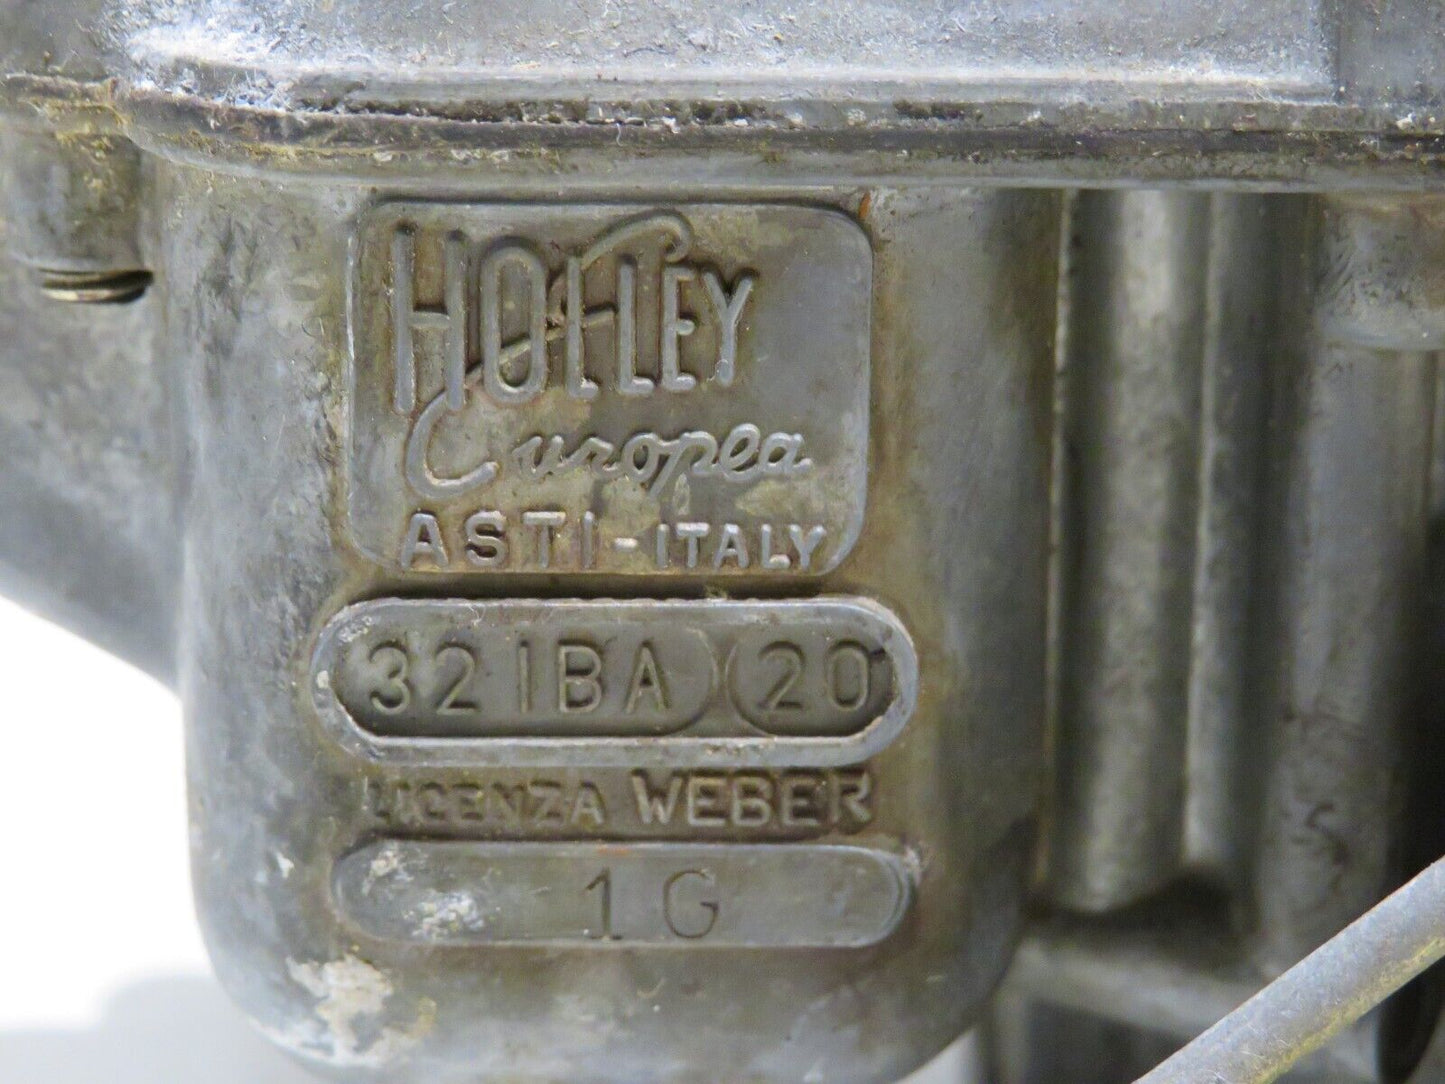 HOLLEY
Europea
ASTI-ITALY
32 IBA 20
LICENZA WEBER
1G